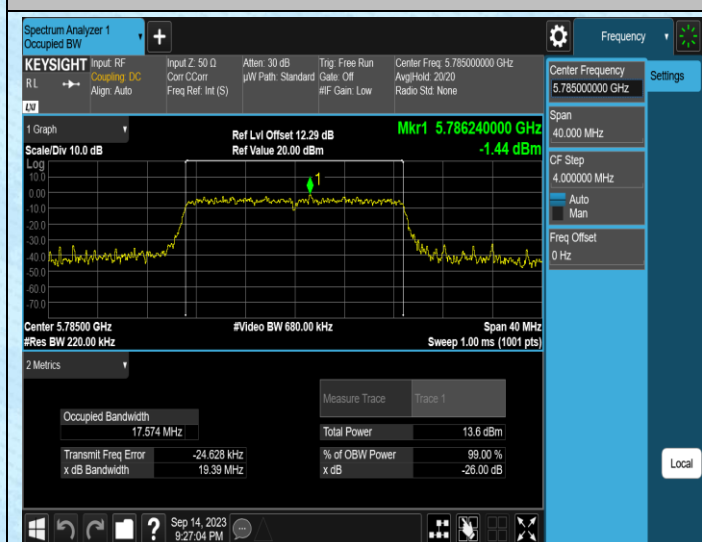 Spectrum Analyzer 1
Occupied BW
+
Frequency
KEYSIGHT
RL
LXI
Input: RF
Coupling: DC
Align: Auto
Input Z: 50 Ω
Corr CCorr
Freq Ref: Int (S)
Atten: 30 dB
µW Path: Standard
Trig: Free Run
Gate: Off
#IF Gain: Low
Center Freq: 5.785000000 GHz
Avg|Hold: 20/20
Radio Std: None
Center Frequency
5.785000000 GHz
Settings
Span
40.000 MHz
CF Step
4.000000 MHz
Auto
Man
Freq Offset
0 Hz
1 Graph
Scale/Div 10.0 dB
Ref Lvl Offset 12.29 dB
Ref Value 20.00 dBm
Mkr1 5.786240000 GHz
-1.44 dBm
Log
10.0
0.00
-10.0
-20.0
-30.0
-40.0
-50.0
-60.0
-70.0
1
Center 5.78500 GHz
#Video BW 680.00 kHz
Span 40 MHz
#Res BW 220.00 kHz
Sweep 1.00 ms (1001 pts)
2 Metrics
Measure Trace
Trace 1
Occupied Bandwidth
17.574 MHz
Total Power
13.6 dBm
Transmit Freq Error
-24.628 kHz
% of OBW Power
99.00 %
x dB Bandwidth
19.39 MHz
x dB
-26.00 dB
Local
?
Sep 14, 2023
9:27:04 PM